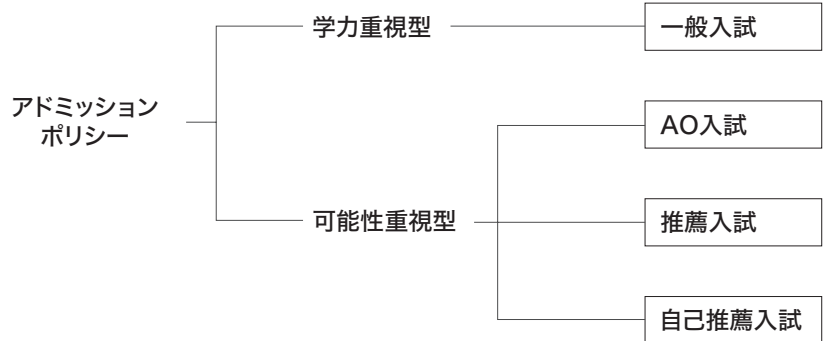 アドミッション
ポリシー
学力重視型
一般入試
可能性重視型
AO入試
推薦入試
自己推薦入試